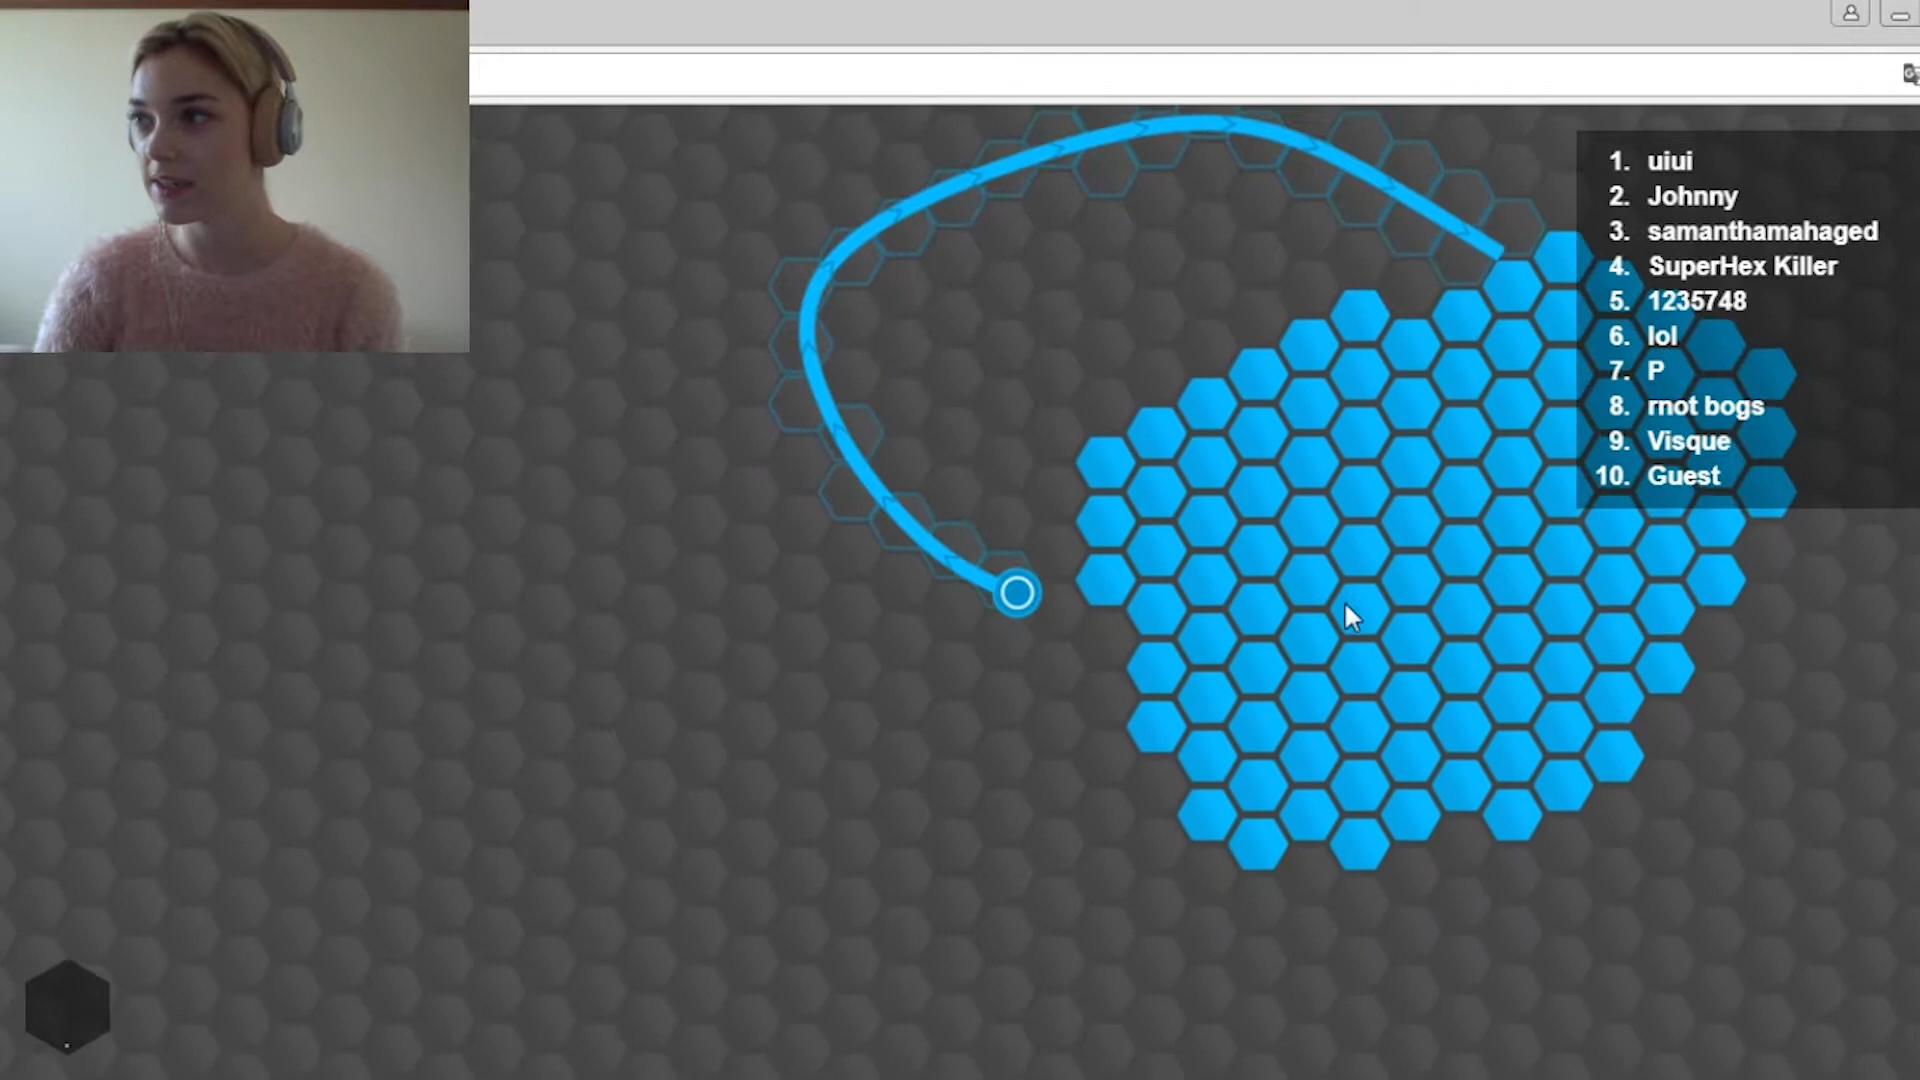 1. uiui
2. Johnny
3. samanthamahaged
4. SuperHex Killer
5. 1235748
6. lol
7. P
8. rnot bogs
9. Visque
10. Guest